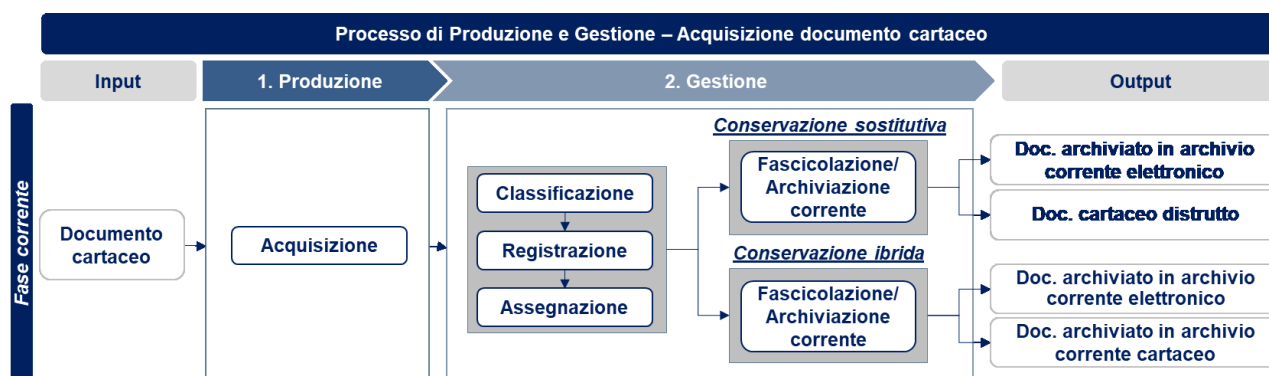 Processo di Produzione e Gestione – Acquisizione documento cartaceo
Input
1. Produzione
2. Gestione
Output
Fase corrente
Documento
cartaceo
Acquisizione
Classificazione
Registrazione
Assegnazione
Conservazione sostitutiva
Fascicolazione/
Archiviazione
corrente
Conservazione ibrida
Fascicolazione/
Archiviazione
corrente
Doc. archiviato in archivio
corrente elettronico
Doc. cartaceo distrutto
Doc. archiviato in archivio
corrente elettronico
Doc. archiviato in archivio
corrente cartaceo